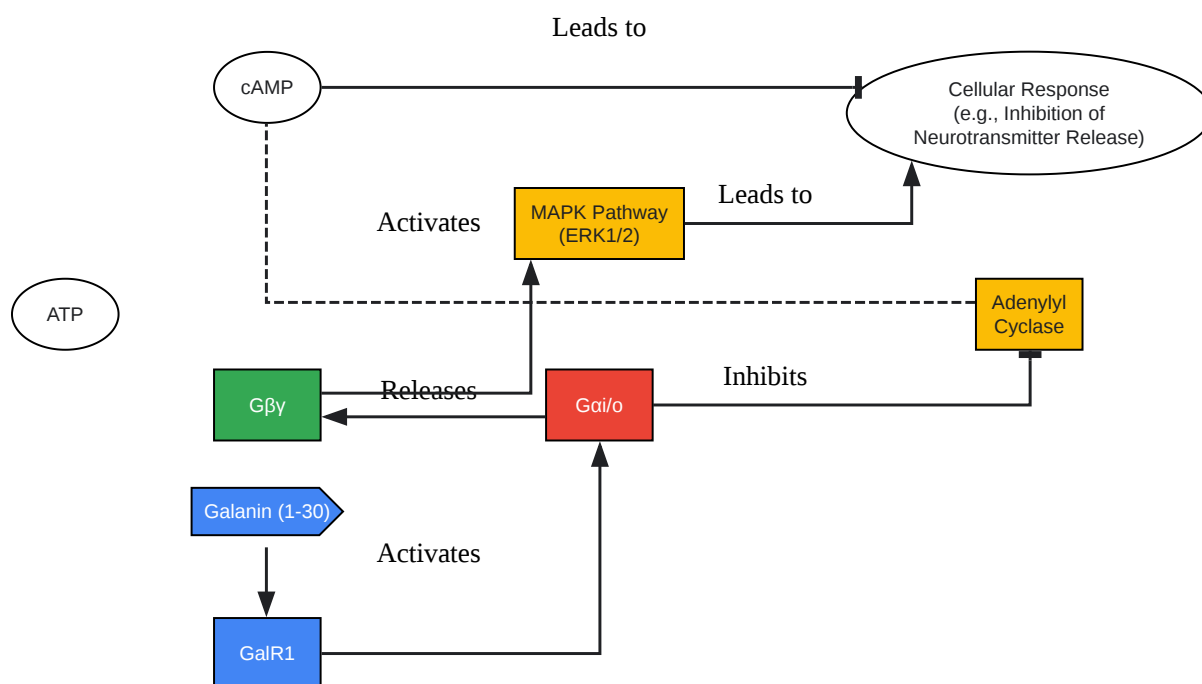 Leads to
cAMP
Cellular Response
(e.g., Inhibition of
Neurotransmitter Release)
Activates
MAPK Pathway
(ERK1/2)
Leads to
ATP
Adenylyl
Cyclase
Gβγ
Releases
Gαi/o
Inhibits
Galanin (1-30)
Activates
GalR1